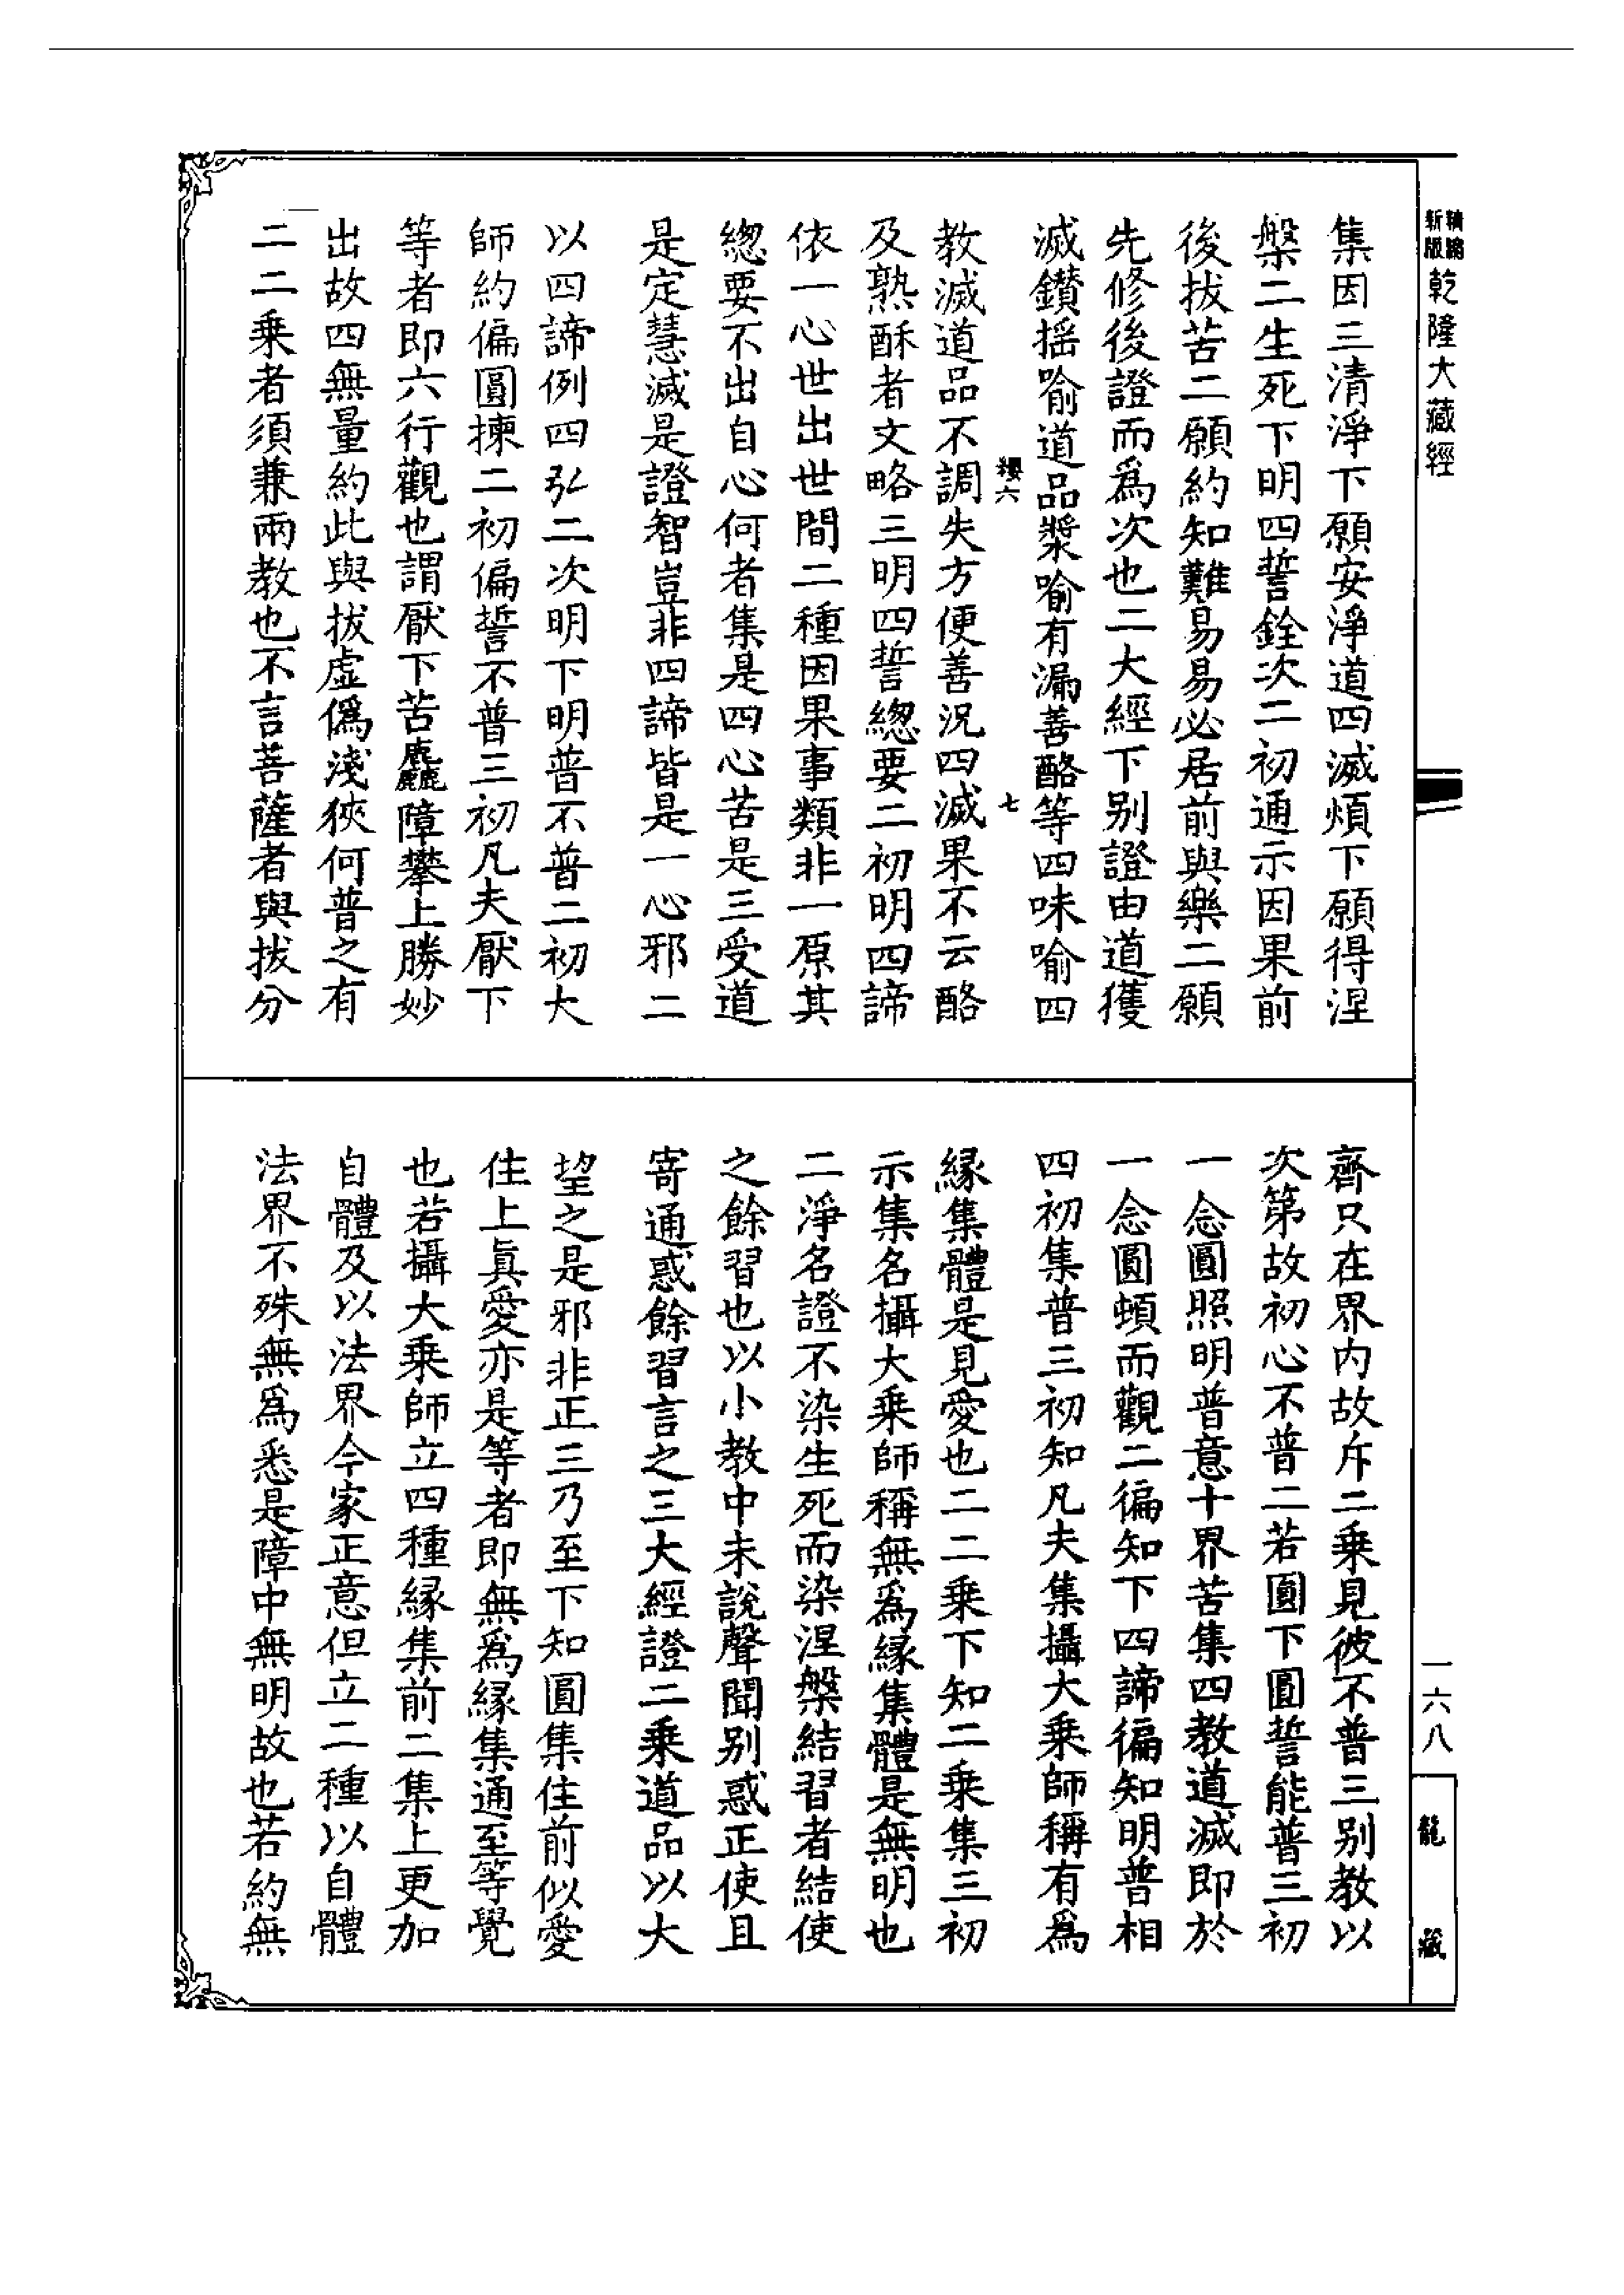 精縮
新版
乾隆大藏經
集因三清淨下願安淨道四滅煩下願得涅
槃二生死下明四誓銓次二初通示因果前
後拔苦二願約知難易易必居前與樂二願
先修後證而爲次也二大經下別證由道獲
滅鑚搖喻道品漿喻有漏善酪等四味喻四
纓六 七
教滅道品不調失方便善況四滅果不云酪
及熟酥者文略三明四誓緫要二初明四諦
依一心世出世間二種因果事類非一原其
緫要不出自心何者集是四心苦是三受道
是定慧滅是證智豈非四諦皆是一心邪二
以四諦例四弘二次明下明普不普二初大
師約偏圓揀二初偏誓不普三初凡夫厭下
等者即六行觀也謂厭下苦麤障攀上勝妙
出故四無量約此與拔虛僞淺狹何普之有
二二乘者須兼兩教也不言菩薩者與拔分
齊只在界内故斥二乘見彼不普三别教以
次第故初心不普二若圓下圓誓能普三初
一念圓照明普意十界苦集四教道滅即於
一念圓頓而觀二徧知下四諦徧知明普相
四初集普三初知凡夫集攝大乘師稱有爲
緣集體是見愛也二二乘下知二乘集三初
示集名攝大乘師稱無爲緣集體是無明也
二淨名證不染生死而染涅槃結習者結使
之餘習也以小教中未說聲聞别惑正使且
寄通惑餘習言之三大經證二乘道品以大
望之是邪非正三乃至下知圓集住前似愛
住上眞愛亦是等者即無爲緣集通至等覺
也若攝大乘師立四種緣集前二集上更加
自體及以法界今家正意但立二種以自體
法界不殊無爲悉是障中無明故也若約無
一六八
龍藏